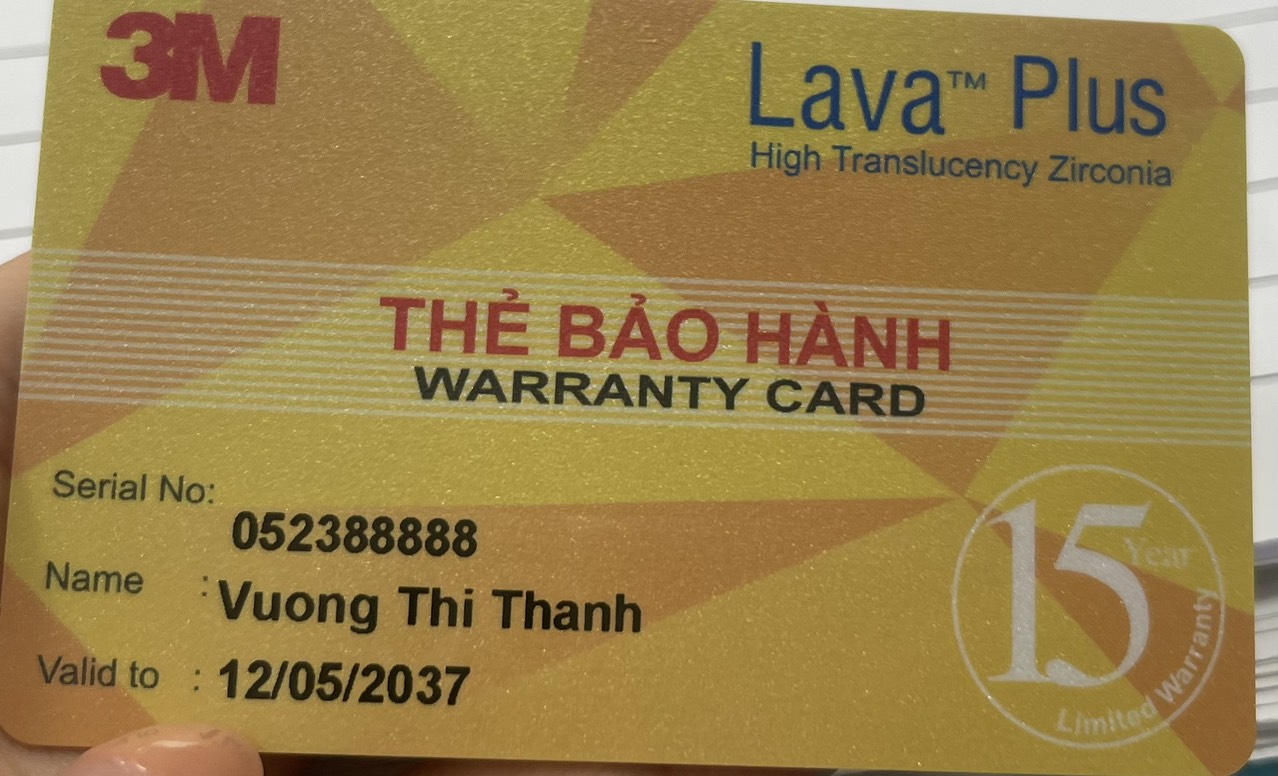 3M
Lava™ Plus
High Translucency Zirconia
THẺ BẢO HÀNH
WARRANTY CARD
Serial No:
052388888
Name : Vuong Thi Thanh
Valid to : 12/05/2037
15 Year
Limited Warranty